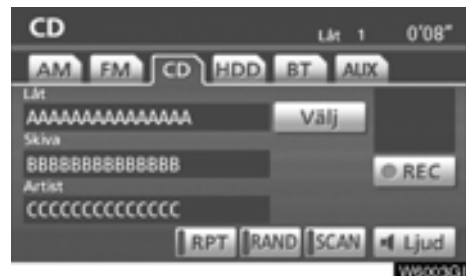 CD Låt 1 0'08"
AM FM CD HDD BT AUX
Låt
AAAAAAAAAAAAAAA Välj
Skiva
BBBBBBBBBBBBBB
REC
Artist
CCCCCCCCCCCCCC
RPT RAND SCAN Ljud